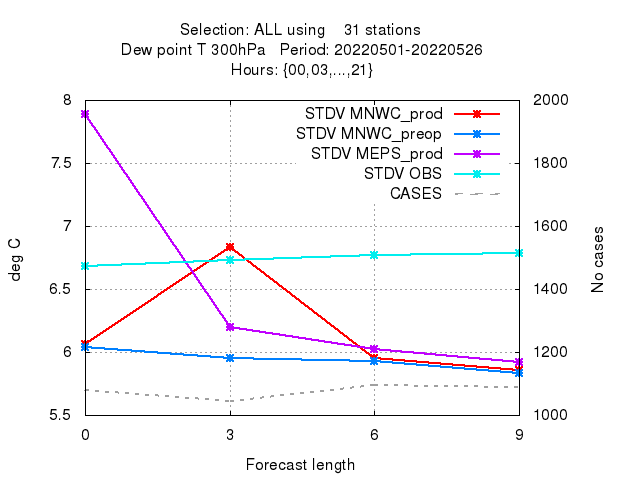 Selection: ALL using    31 stations
Dew point T 300hPa   Period: 20220501-20220526
Hours: {00,03,...,21}
STDV MNWC_prod
STDV MNWC_preop
STDV MEPS_prod
STDV OBS
CASES
8
7.5
7
6.5
6
5.5
2000
1800
1600
1400
1200
1000
deg C
No cases
0 3 6 9
Forecast length